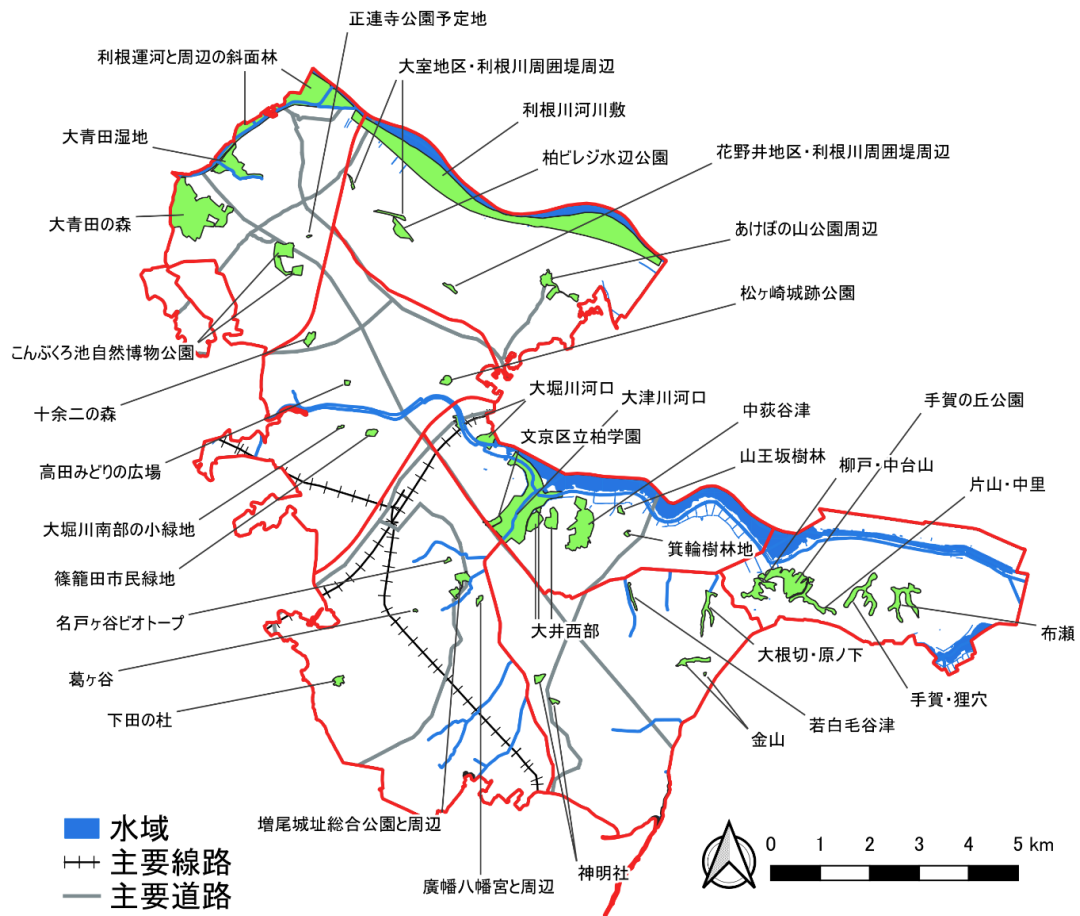 正連寺公園予定地
利根運河と周辺の斜面林
大室地区・利根川周囲堤周辺
利根川河川敷
大青田湿地
柏ビレジ水辺公園
花野井地区・利根川周囲堤周辺
大青田の森
あけぼの山公園周辺
松ヶ崎城跡公園
こんぶくろ池自然博物公園
大堀川河口
大津川河口
手賀の丘公園
十余二の森
中荻谷津
文京区立柏学園
柳戸・中台山
山王坂樹林
高田みどりの広場
片山・中里
大堀川南部の小緑地
箕輪樹林地
篠籠田市民緑地
名戸ヶ谷ビオトープ
大井西部
布瀬
大根切・原ノ下
葛ヶ谷
手賀・狸穴
下田の杜
若白毛谷津
金山
増尾城址総合公園と周辺
神明社
廣幡八幡宮と周辺
水域
主要線路
主要道路
0 1 2 3 4 5 km